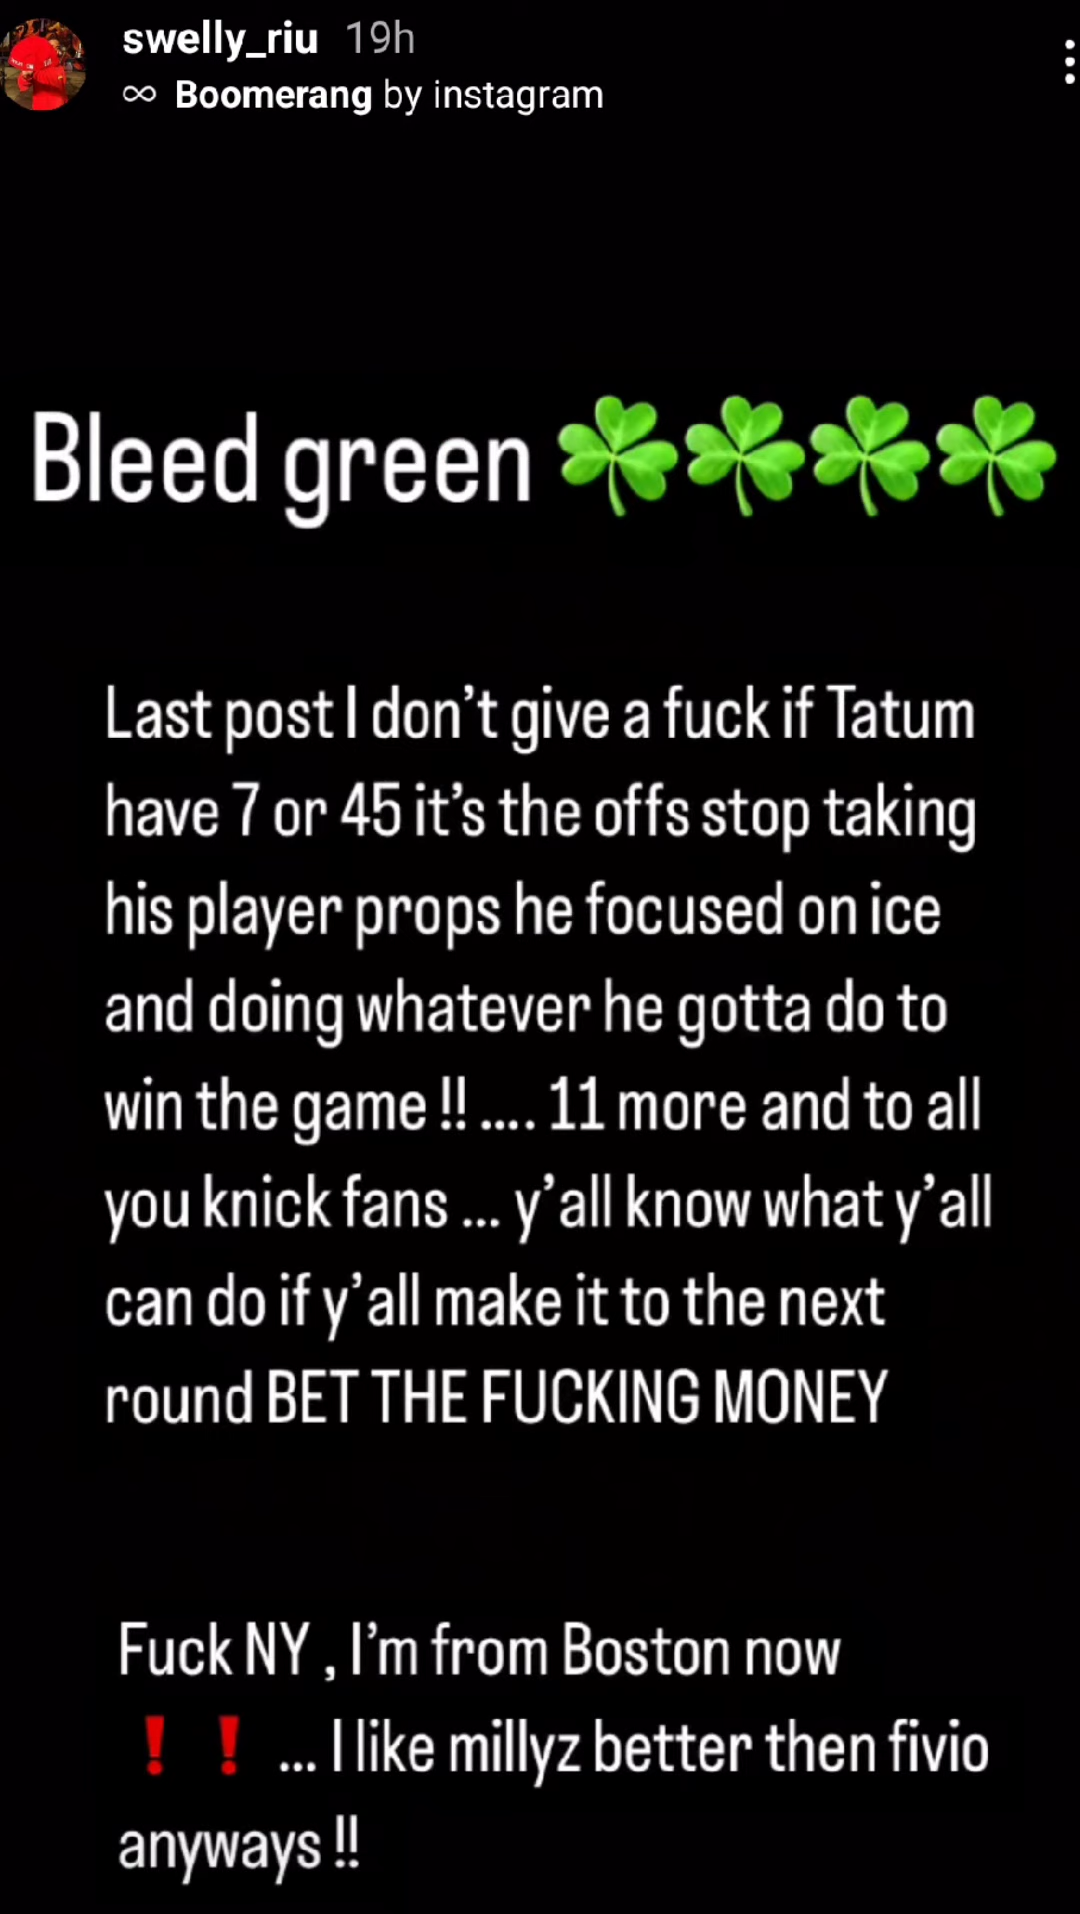 swelly_riu 19h
∞ Boomerang by instagram
Bleed green ☘️☘️☘️☘️
Last post I don’t give a fuck if Tatum
have 7 or 45 it’s the offs stop taking
his player props he focused on ice
and doing whatever he gotta do to
win the game !! .... 11 more and to all
you knick fans ... y’all know what y’all
can do if y’all make it to the next
round BET THE FUCKING MONEY
Fuck NY , I’m from Boston now
❗❗ ... I like millyz better then fivio
anyways !!